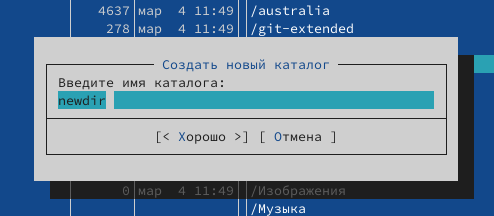 4637 мар 4 11:49 /australia
278 мар 4 11:49 /git-extended
Создать новый каталог
Введите имя каталога:
newdir
[< Хорошо >] [ Отмена ]
0 мар 4 11:49 /Изображения
/Музыка